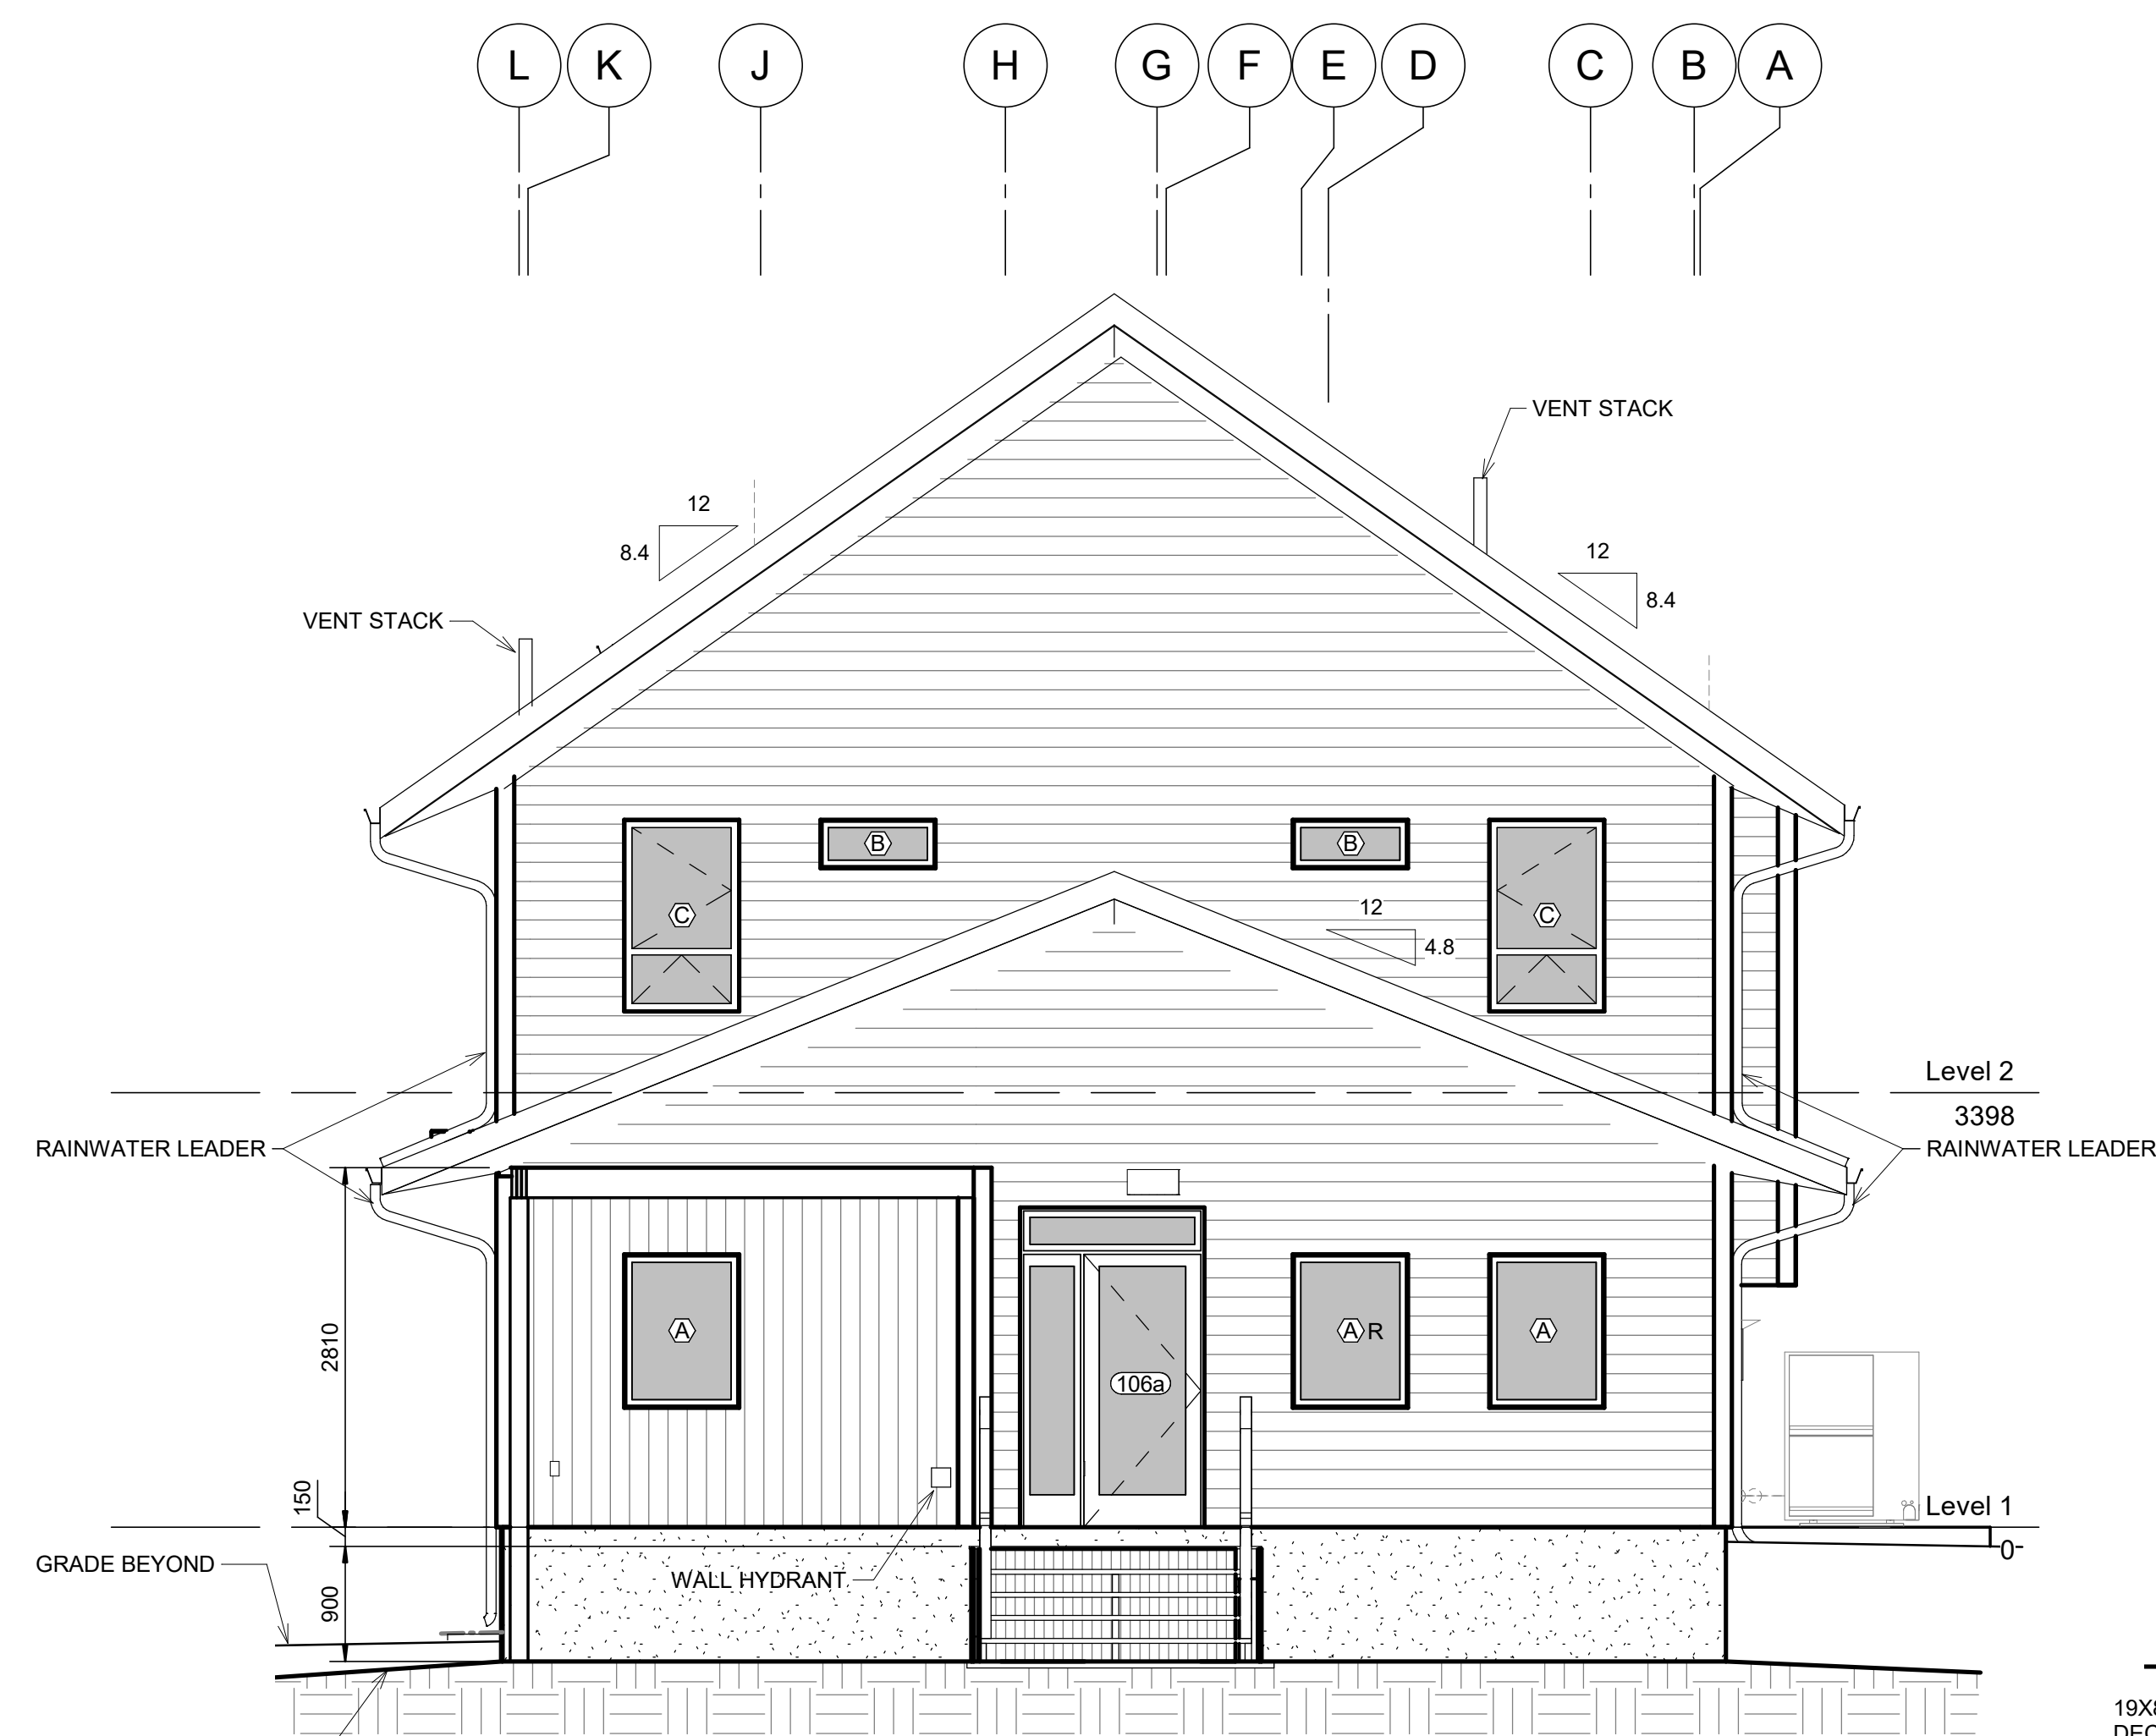 L K J H G F E D C B A
VENT STACK
12
8.4
12
8.4
VENT STACK
B
B
C
C
12
4.8
Level 2
3398
RAINWATER LEADER
RAINWATER LEADER
2810
A
A R
A
106a
150
Level 1
0
GRADE BEYOND
WALL HYDRANT
900